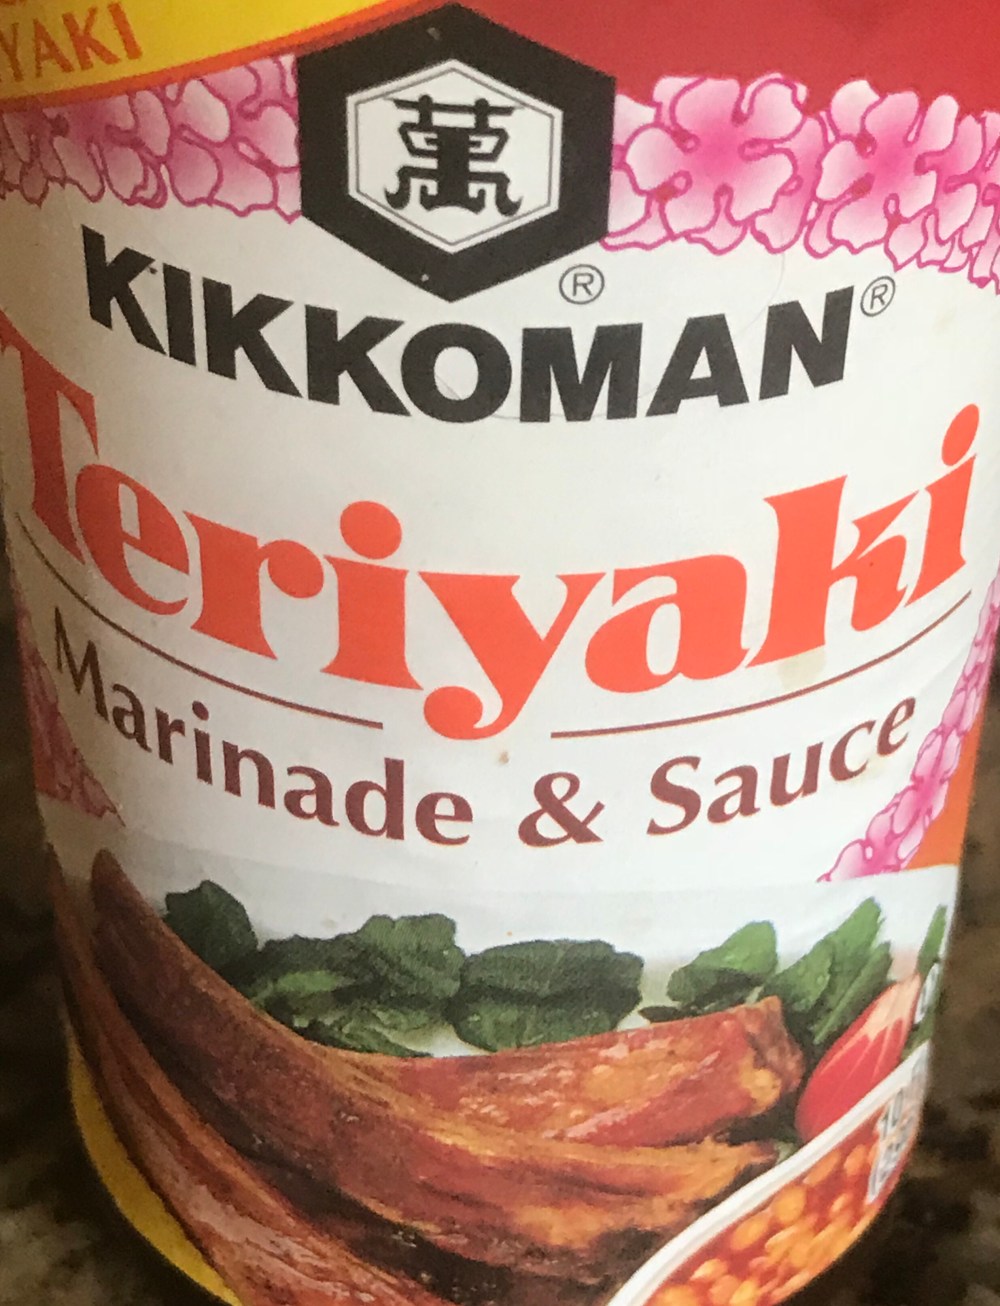 YAKI
萬
KIKKOMAN®
®
Teriyaki
Marinade & Sauce